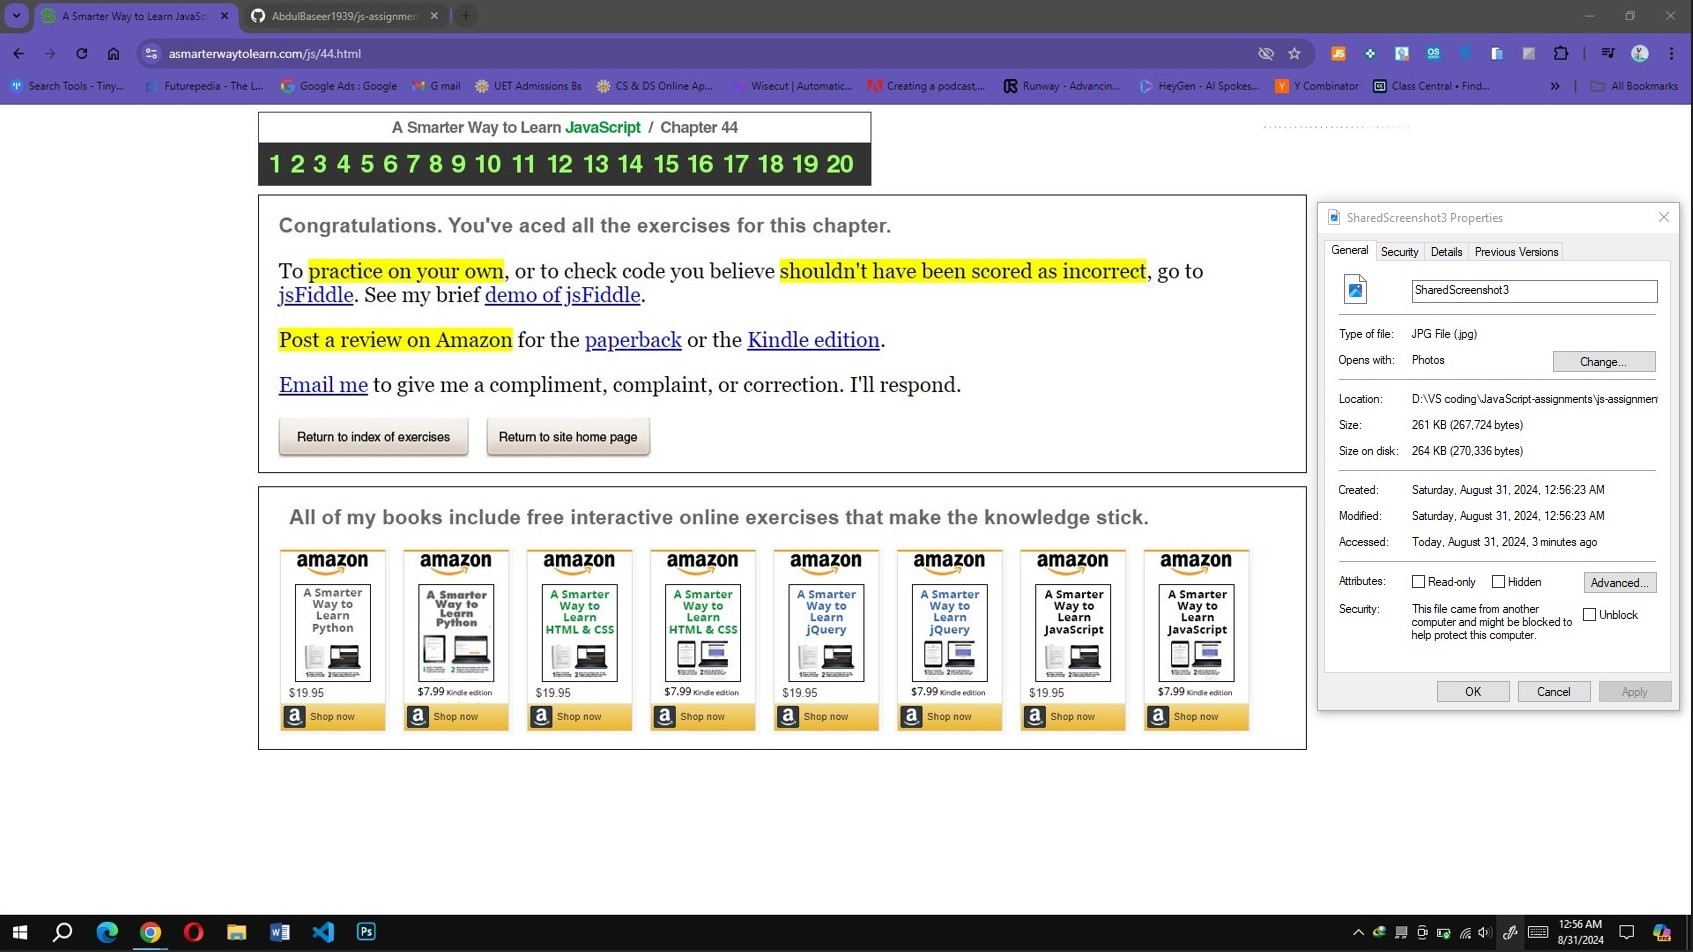 A Smarter Way to Learn JavaSc
AbdulBaseer1939/js-assignmen
asmarterwaytolearn.com/js/44.html
Search Tools - Tiny...
Futurepedia - The L...
Google Ads : Google
G mail
UET Admissions Bs
CS & DS Online Ap...
Wisecut | Automatic...
Creating a podcast,...
Runway - Advancin...
HeyGen - AI Spokes...
Y Combinator
Class Central • Find...
»
All Bookmarks
A Smarter Way to Learn JavaScript / Chapter 44
1 2 3 4 5 6 7 8 9 10 11 12 13 14 15 16 17 18 19 20
Congratulations. You've aced all the exercises for this chapter.
To practice on your own, or to check code you believe shouldn't have been scored as incorrect, go to
jsFiddle. See my brief demo of jsFiddle.
Post a review on Amazon for the paperback or the Kindle edition.
Email me to give me a compliment, complaint, or correction. I'll respond.
Return to index of exercises
Return to site home page
All of my books include free interactive online exercises that make the knowledge stick.
amazon
A Smarter
Way to
Learn
Python
$19.95
Shop now
amazon
A Smarter
Way to
Learn
Python
$7.99 Kindle edition
Shop now
amazon
A Smarter
Way to
Learn
HTML & CSS
$19.95
Shop now
amazon
A Smarter
Way to
Learn
HTML & CSS
$7.99 Kindle edition
Shop now
amazon
A Smarter
Way to
Learn
jQuery
$19.95
Shop now
amazon
A Smarter
Way to
Learn
jQuery
$7.99 Kindle edition
Shop now
amazon
A Smarter
Way to
Learn
JavaScript
$19.95
Shop now
amazon
A Smarter
Way to
Learn
JavaScript
$7.99 Kindle edition
Shop now
SharedScreenshot3 Properties
General Security Details Previous Versions
SharedScreenshot3
Type of file: JPG File (.jpg)
Opens with: Photos
Change...
Location: D:\VS coding\JavaScript-assignments\js-assignment
Size: 261 KB (267,724 bytes)
Size on disk: 264 KB (270,336 bytes)
Created: Saturday, August 31, 2024, 12:56:23 AM
Modified: Saturday, August 31, 2024, 12:56:23 AM
Accessed: Today, August 31, 2024, 3 minutes ago
Attributes: Read-only Hidden
Advanced...
Security: This file came from another
computer and might be blocked to
help protect this computer.
Unblock
OK
Cancel
Apply
12:56 AM
8/31/2024